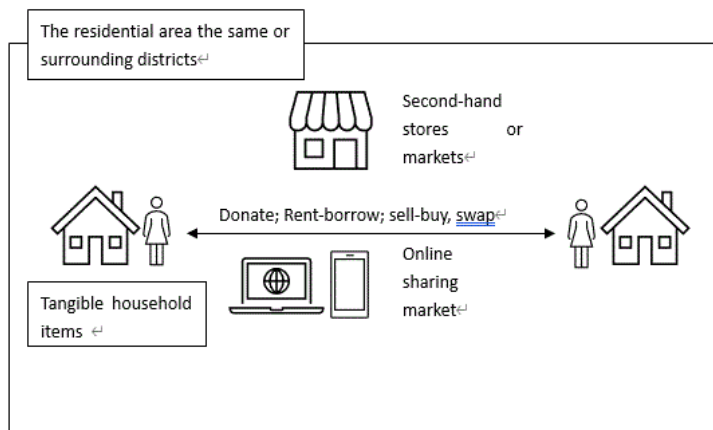 The residential area the same or
surrounding districts↵
Second-hand
stores or
markets↵
Donate; Rent-borrow; sell-buy, swap↵
Online
sharing
market↵
Tangible household
items ↵